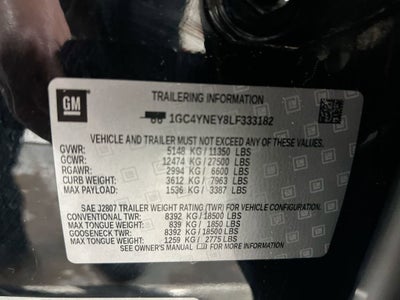 GM
TRAILERING INFORMATION
1GC4YNEY8LF333182
VEHICLE AND TRAILER MUST NOT EXCEED ANY OF THESE VALUES.
GVWR: 5148 KG / 11350 LBS
GCWR: 12474 KG / 27500 LBS
RGAWR: 2994 KG / 6600 LBS
CURB WEIGHT: 3612 KG / 7963 LBS
MAX PAYLOAD: 1536 KG / 3387 LBS
SAE J2807 TRAILER WEIGHT RATING (TWR) FOR VEHICLE CONFIGURATION.
CONVENTIONAL TWR: 8392 KG / 18500 LBS
MAX TONGUE WEIGHT: 839 KG / 1850 LBS
GOOSENECK TWR: 8392 KG / 18500 LBS
MAX TONGUE WEIGHT: 1259 KG / 2775 LBS
SEE OWNER'S MANUAL FOR MORE INFORMATION